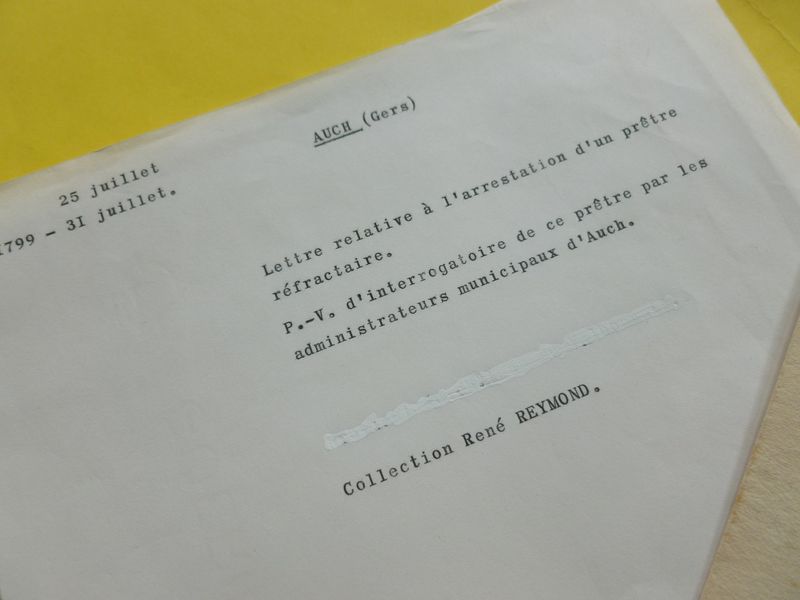 AUCH (Gers)
25 juillet
1799 - 3I juillet.
Lettre relative à l'arrestation d'un prêtre
réfractaire.
P.-V. d'interrogatoire de ce prêtre par les
administrateurs municipaux d'Auch.
Collection René REYMOND.